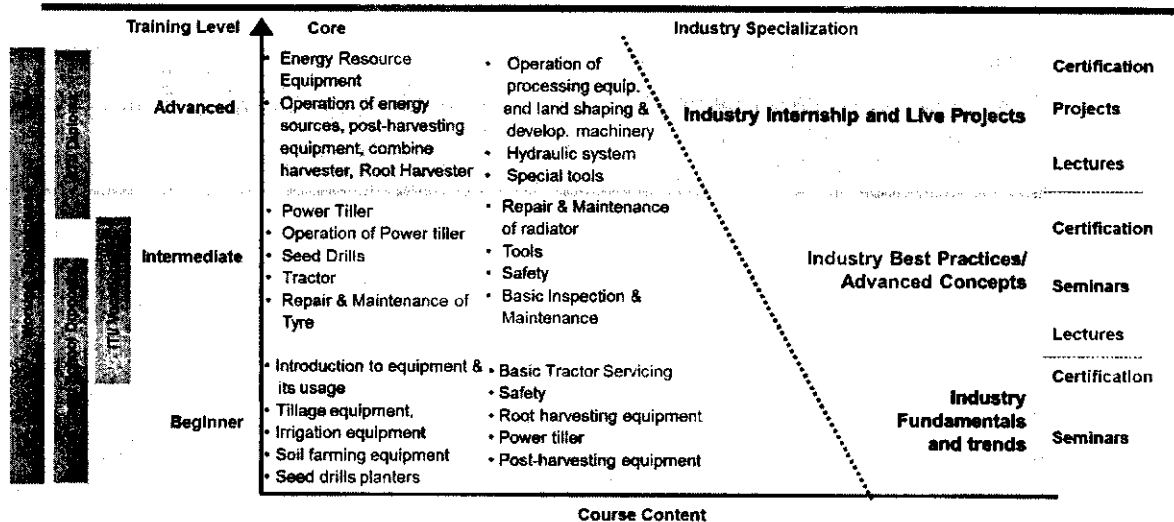 Training Level
Core
Industry Specialization
Advanced
• Energy Resource
Equipment
• Operation of energy
sources, post-harvesting
equipment, combine
harvester, Root Harvester
• Operation of
processing equip.
and land shaping &
develop. machinery
• Hydraulic system
• Special tools
Industry Internship and Live Projects
Certification
Projects
Lectures
Intermediate
• Power Tiller
• Operation of Power tiller
• Seed Drills
• Tractor
• Repair & Maintenance of
Tyre
• Repair & Maintenance
of radiator
• Tools
• Safety
• Basic Inspection &
Maintenance
Industry Best Practices/
Advanced Concepts
Certification
Seminars
Lectures
Beginner
• Introduction to equipment &
its usage
• Tillage equipment,
• Irrigation equipment
• Soil farming equipment
• Seed drills planters
• Basic Tractor Servicing
• Safety
• Root harvesting equipment
• Power tiller
• Post-harvesting equipment
Industry
Fundamentals
and trends
Certification
Seminars
Course Content